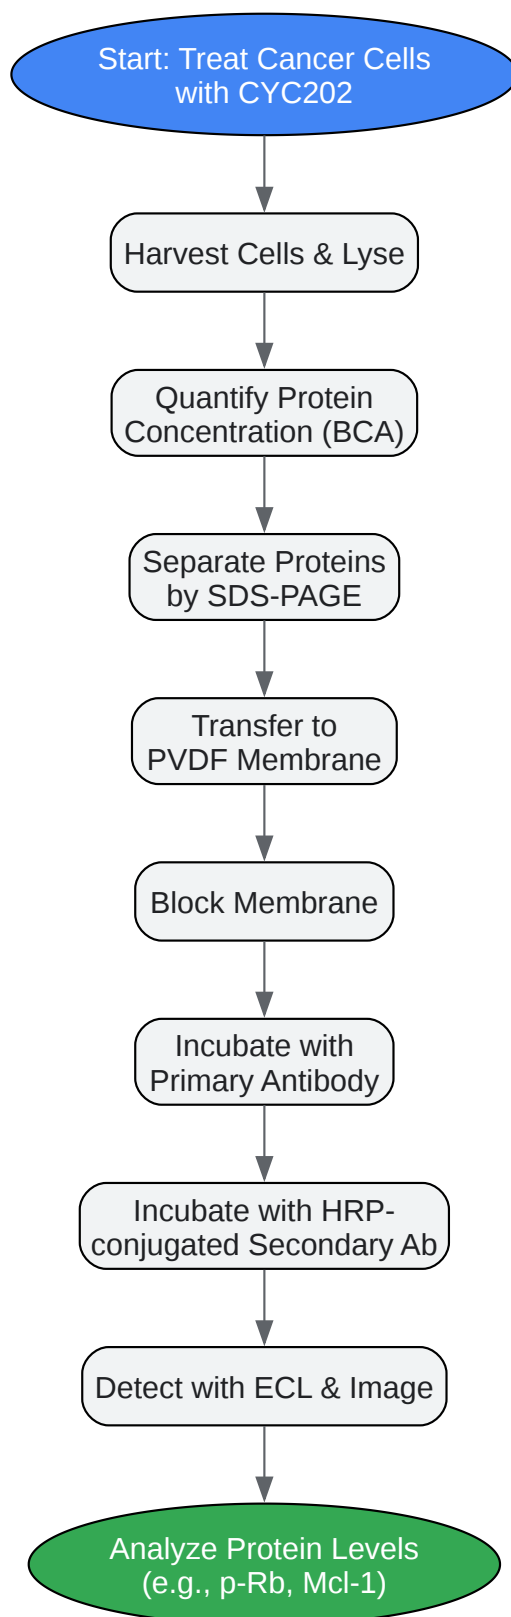 Start: Treat Cancer Cells
with CYC202
Harvest Cells & Lyse
Quantify Protein
Concentration (BCA)
Separate Proteins
by SDS-PAGE
Transfer to
PVDF Membrane
Block Membrane
Incubate with
Primary Antibody
Incubate with HRP-
conjugated Secondary Ab
Detect with ECL & Image
Analyze Protein Levels
(e.g., p-Rb, Mcl-1)